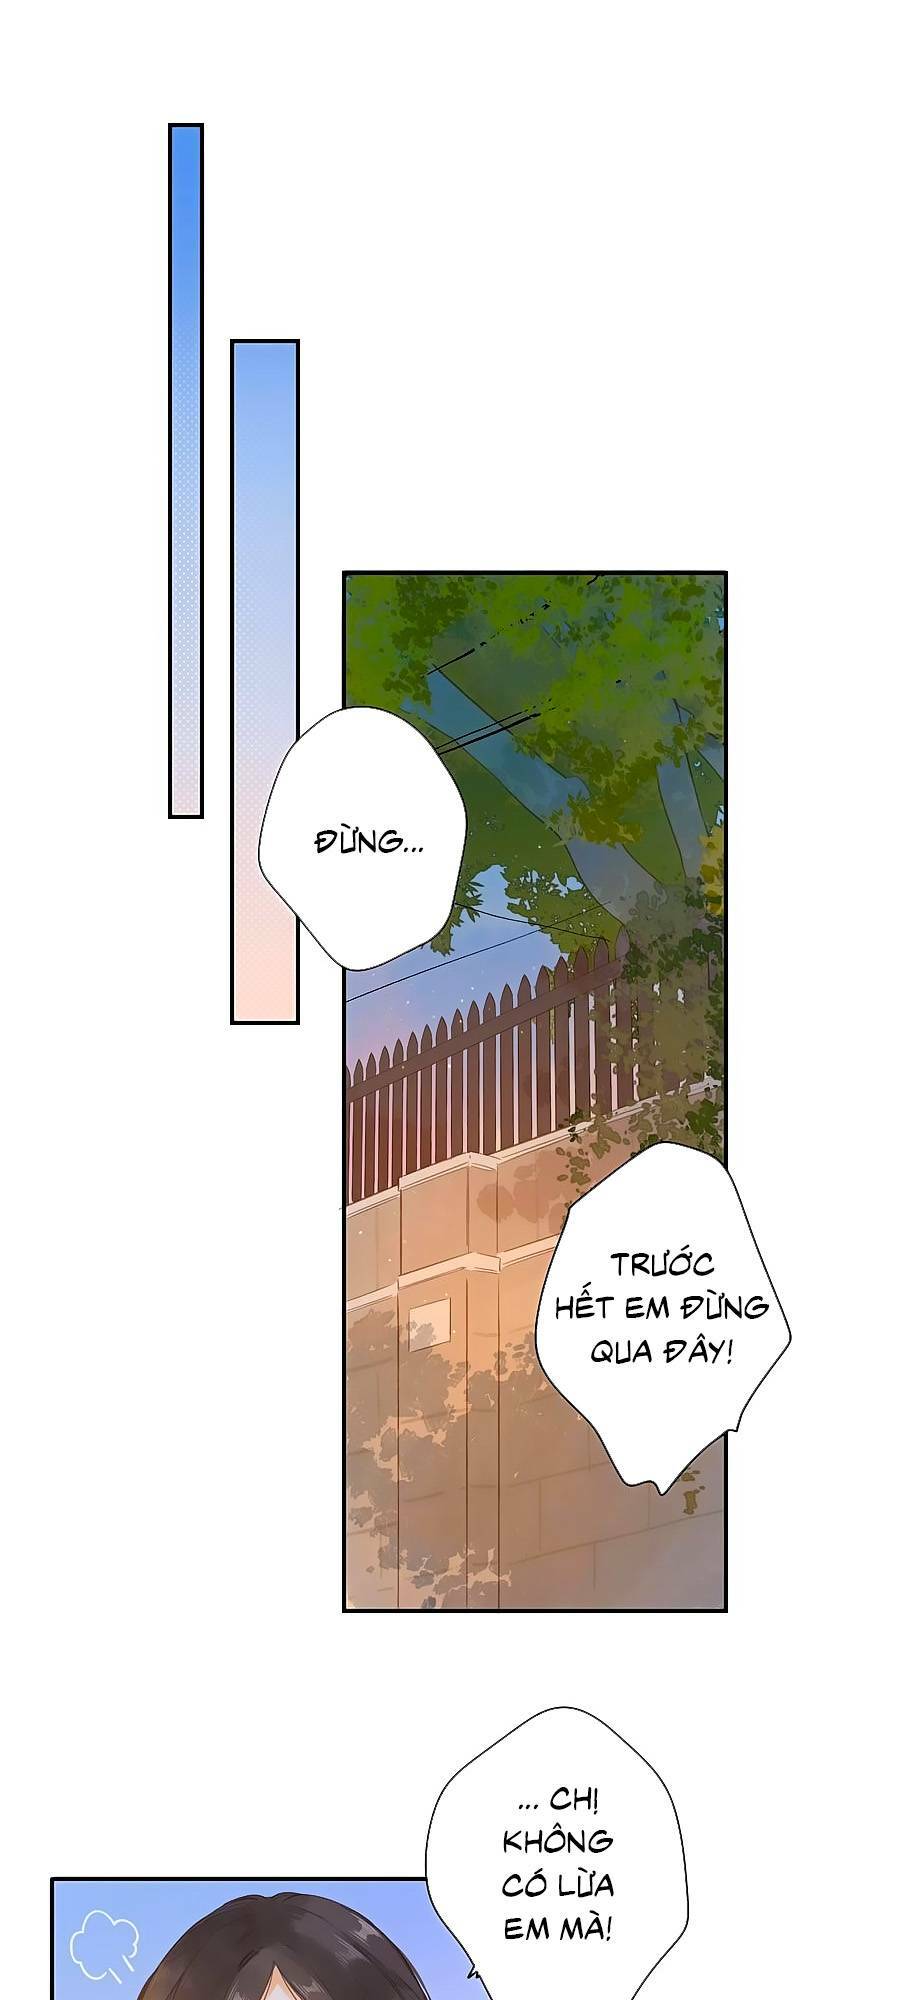 ĐỪNG...
TRƯỚC
HẾT EM ĐỪNG
QUA ĐÂY!
... CHỊ
KHÔNG
CÓ LỪA
EM MÀ!